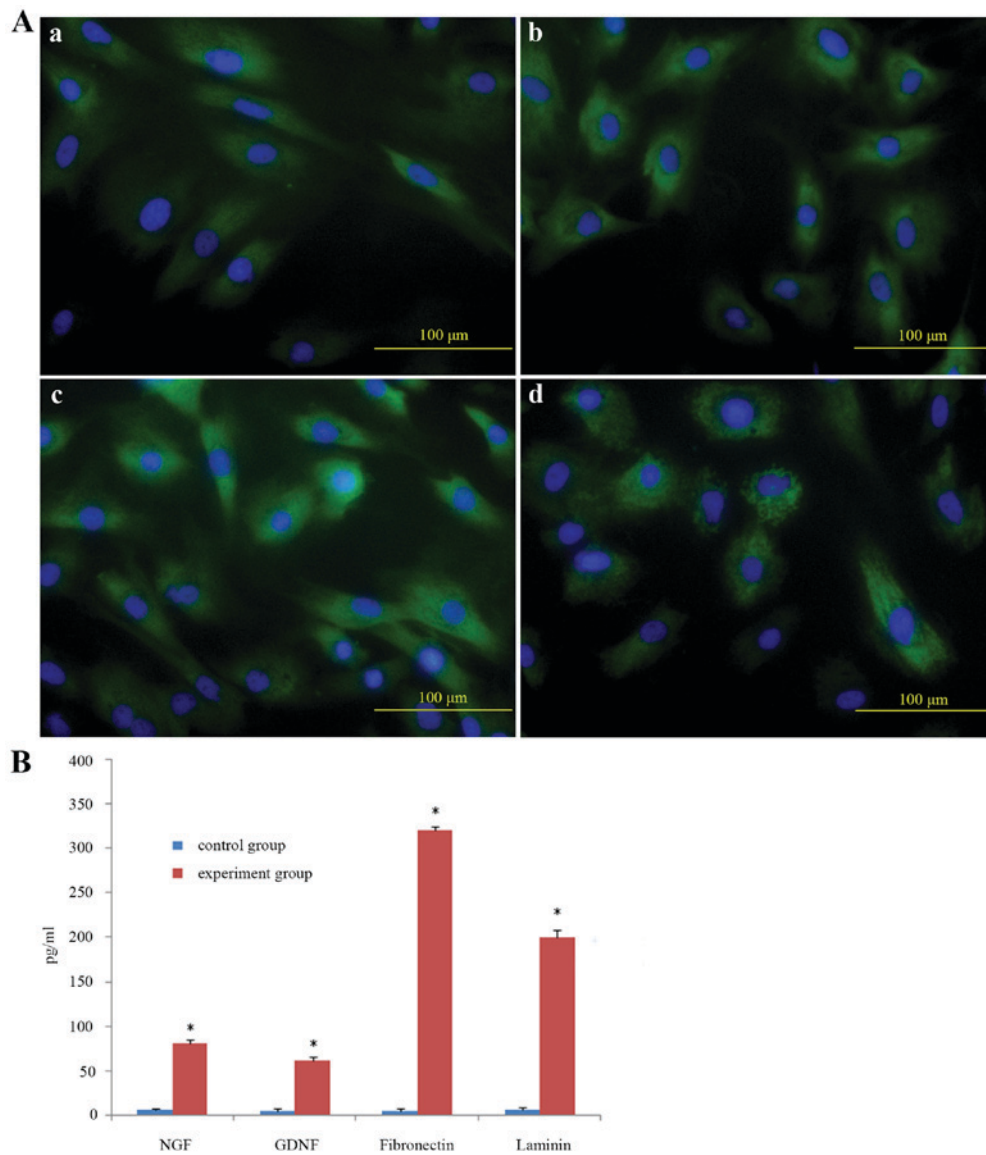 A
a
b
100 μm
100 μm
c
d
100 μm
100 μm
B
400
350
300
250
200
150
100
50
0
pg/ml
control group
experiment group
*
*
*
*
NGF
GDNF
Fibronectin
Laminin